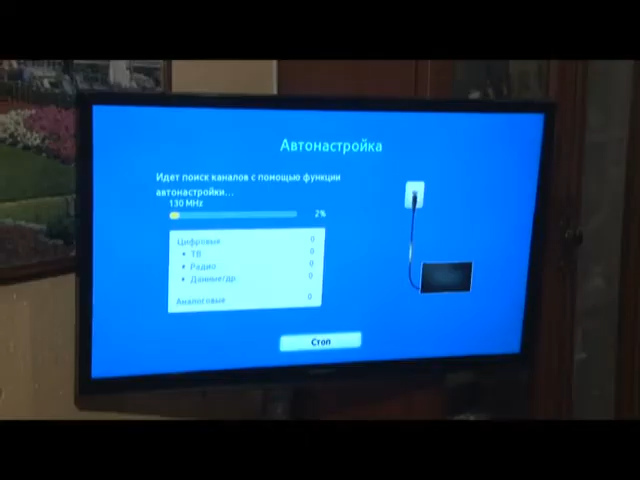 Автонастройка
Идет поиск каналов с помощью функции
автонастройки...
130 MHz
2%
Цифровые 0
• ТВ 0
• Радио 0
• Данные/др 0
Аналоговые 0
Стоп